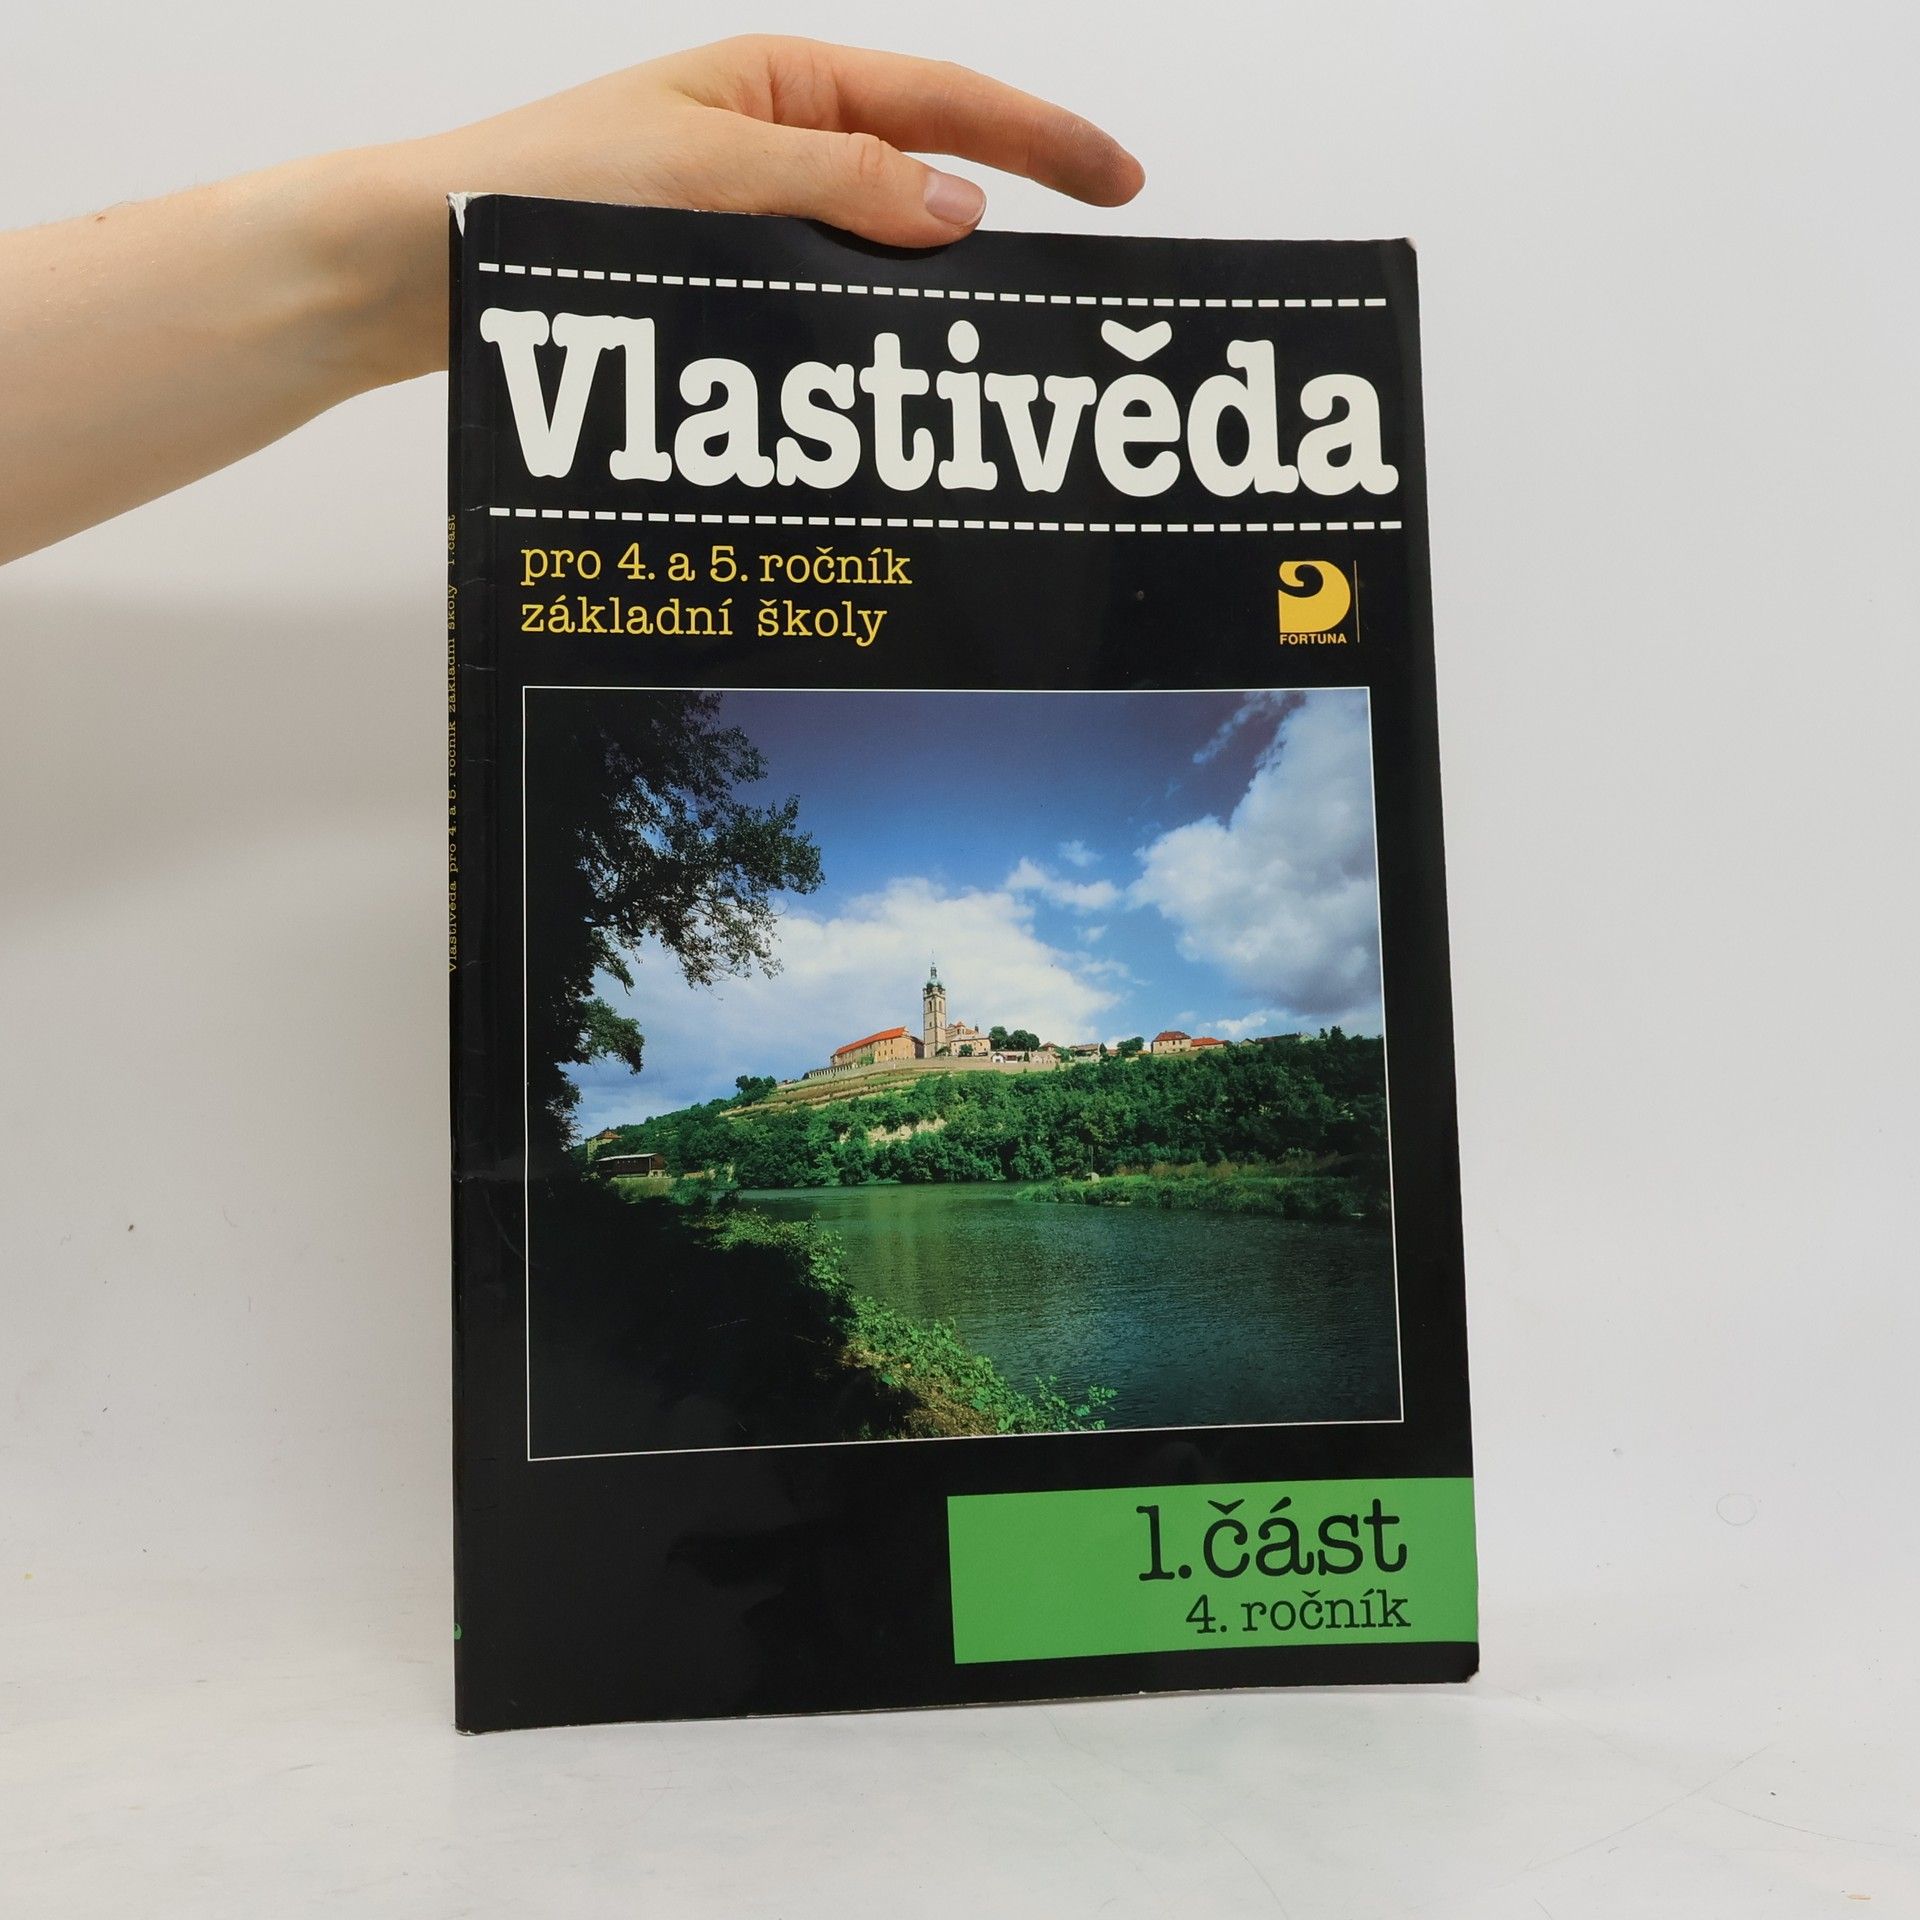 Vlastivěda
pro 4. a 5. ročník
základní školy
FORTUNA
1. část
4. ročník
Vlastivěda pro 4. a 5. ročník základní školy 1. část